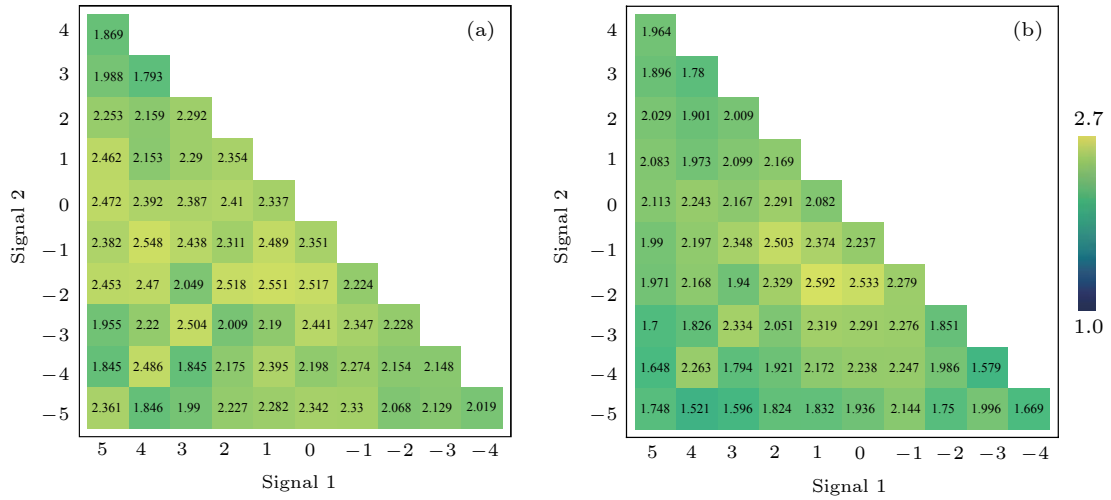 (a)
4 1.869
3 1.988 1.793
2 2.253 2.159 2.292
1 2.462 2.153 2.29 2.354
0 2.472 2.392 2.387 2.41 2.337
−1 2.382 2.548 2.438 2.311 2.489 2.351
−2 2.453 2.47 2.049 2.518 2.551 2.517 2.224
−3 1.955 2.22 2.504 2.009 2.19 2.441 2.347 2.228
−4 1.845 2.486 1.845 2.175 2.395 2.198 2.274 2.154 2.148
−5 2.361 1.846 1.99 2.227 2.282 2.342 2.33 2.068 2.129 2.019
5 4 3 2 1 0 −1 −2 −3 −4
Signal 2
Signal 1
(b)
4 1.964
3 1.896 1.78
2 2.029 1.901 2.009
1 2.083 1.973 2.099 2.169
0 2.113 2.243 2.167 2.291 2.082
−1 1.99 2.197 2.348 2.503 2.374 2.237
−2 1.971 2.168 1.94 2.329 2.592 2.533 2.279
−3 1.7 1.826 2.334 2.051 2.319 2.291 2.276 1.851
−4 1.648 2.263 1.794 1.921 2.172 2.238 2.247 1.986 1.579
−5 1.748 1.521 1.596 1.824 1.832 1.936 2.144 1.75 1.996 1.669
5 4 3 2 1 0 −1 −2 −3 −4
Signal 2
Signal 1
2.7
1.0